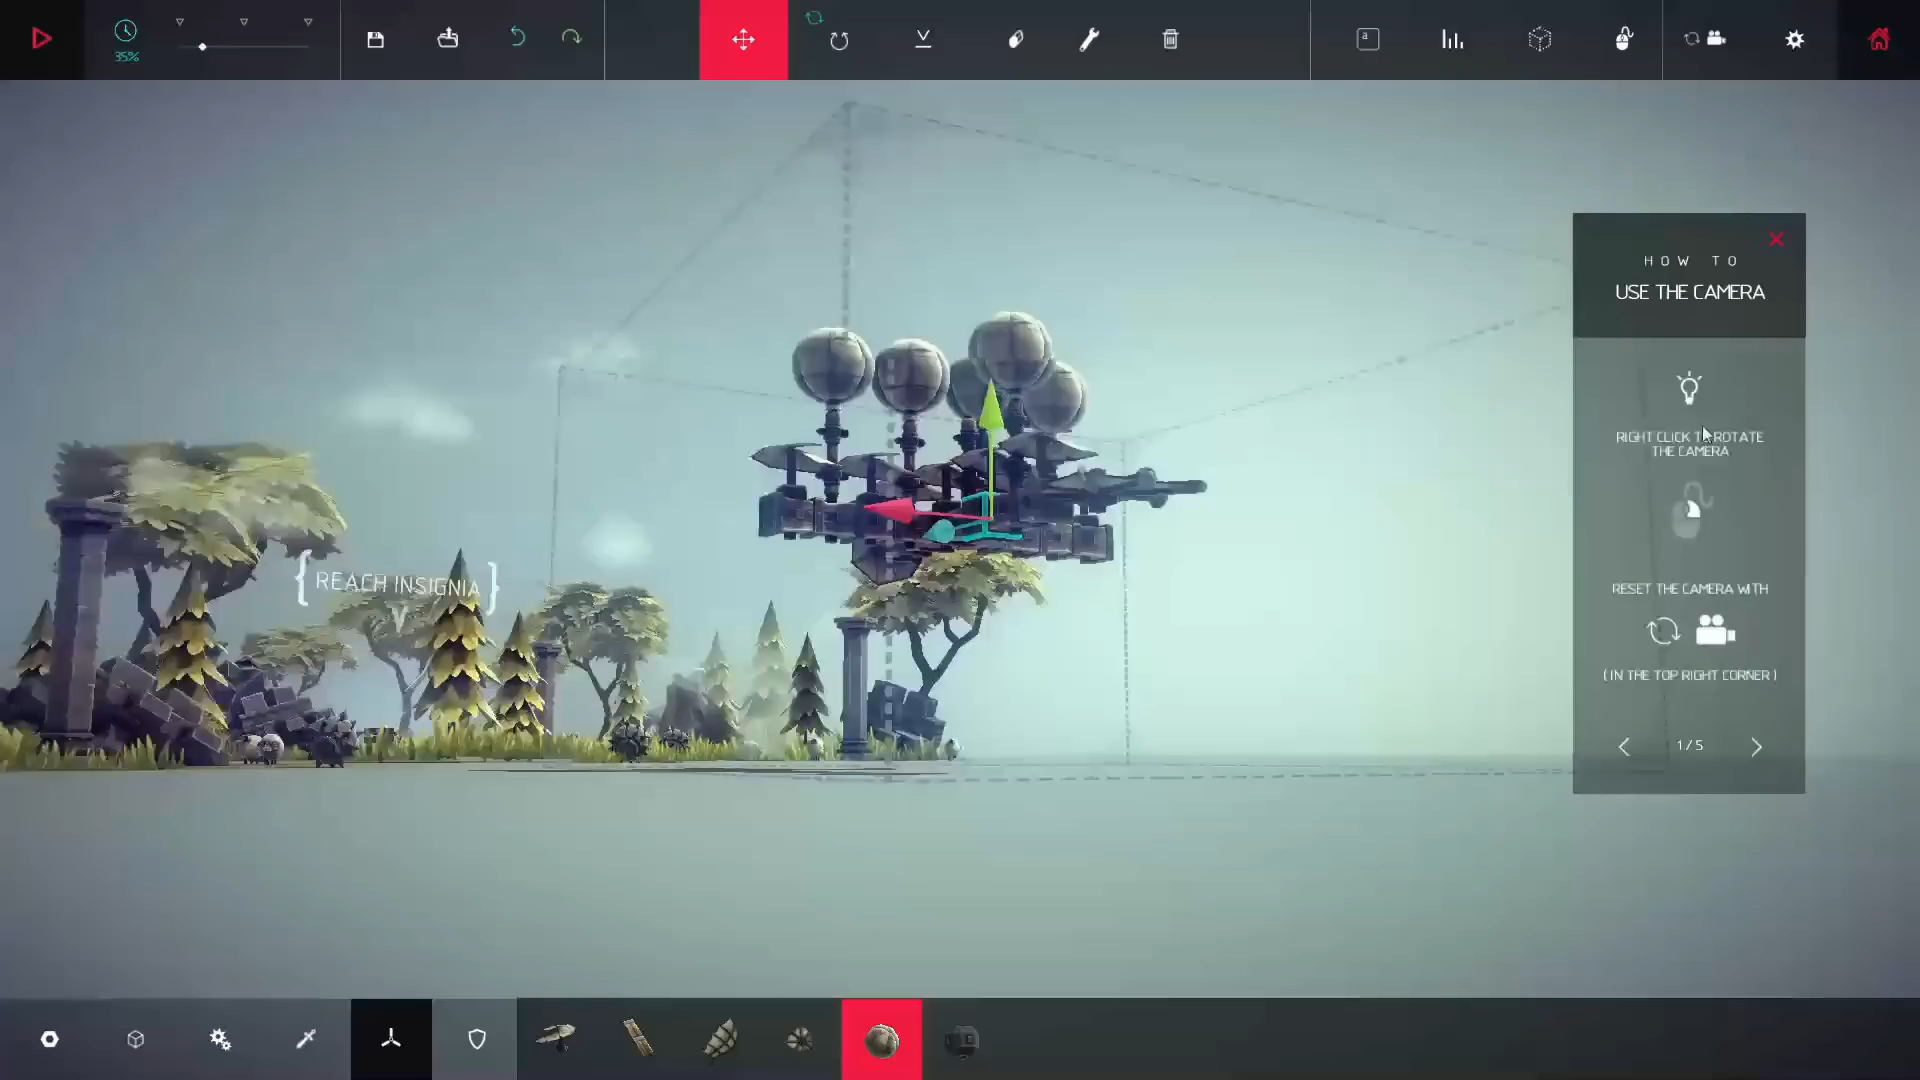 35%
a
HOW TO
USE THE CAMERA
RIGHT CLICK TO ROTATE
THE CAMERA
{ REACH INSIGNIA }
RESET THE CAMERA WITH
( IN THE TOP RIGHT CORNER )
1/5